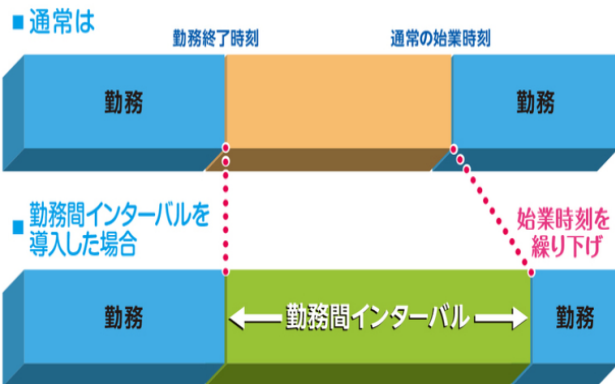 ■ 通常は
勤務終了時刻
通常の始業時刻
勤務
勤務
■ 勤務間インターバルを
導入した場合
始業時刻を
繰り下げ
勤務
勤務間インターバル
勤務